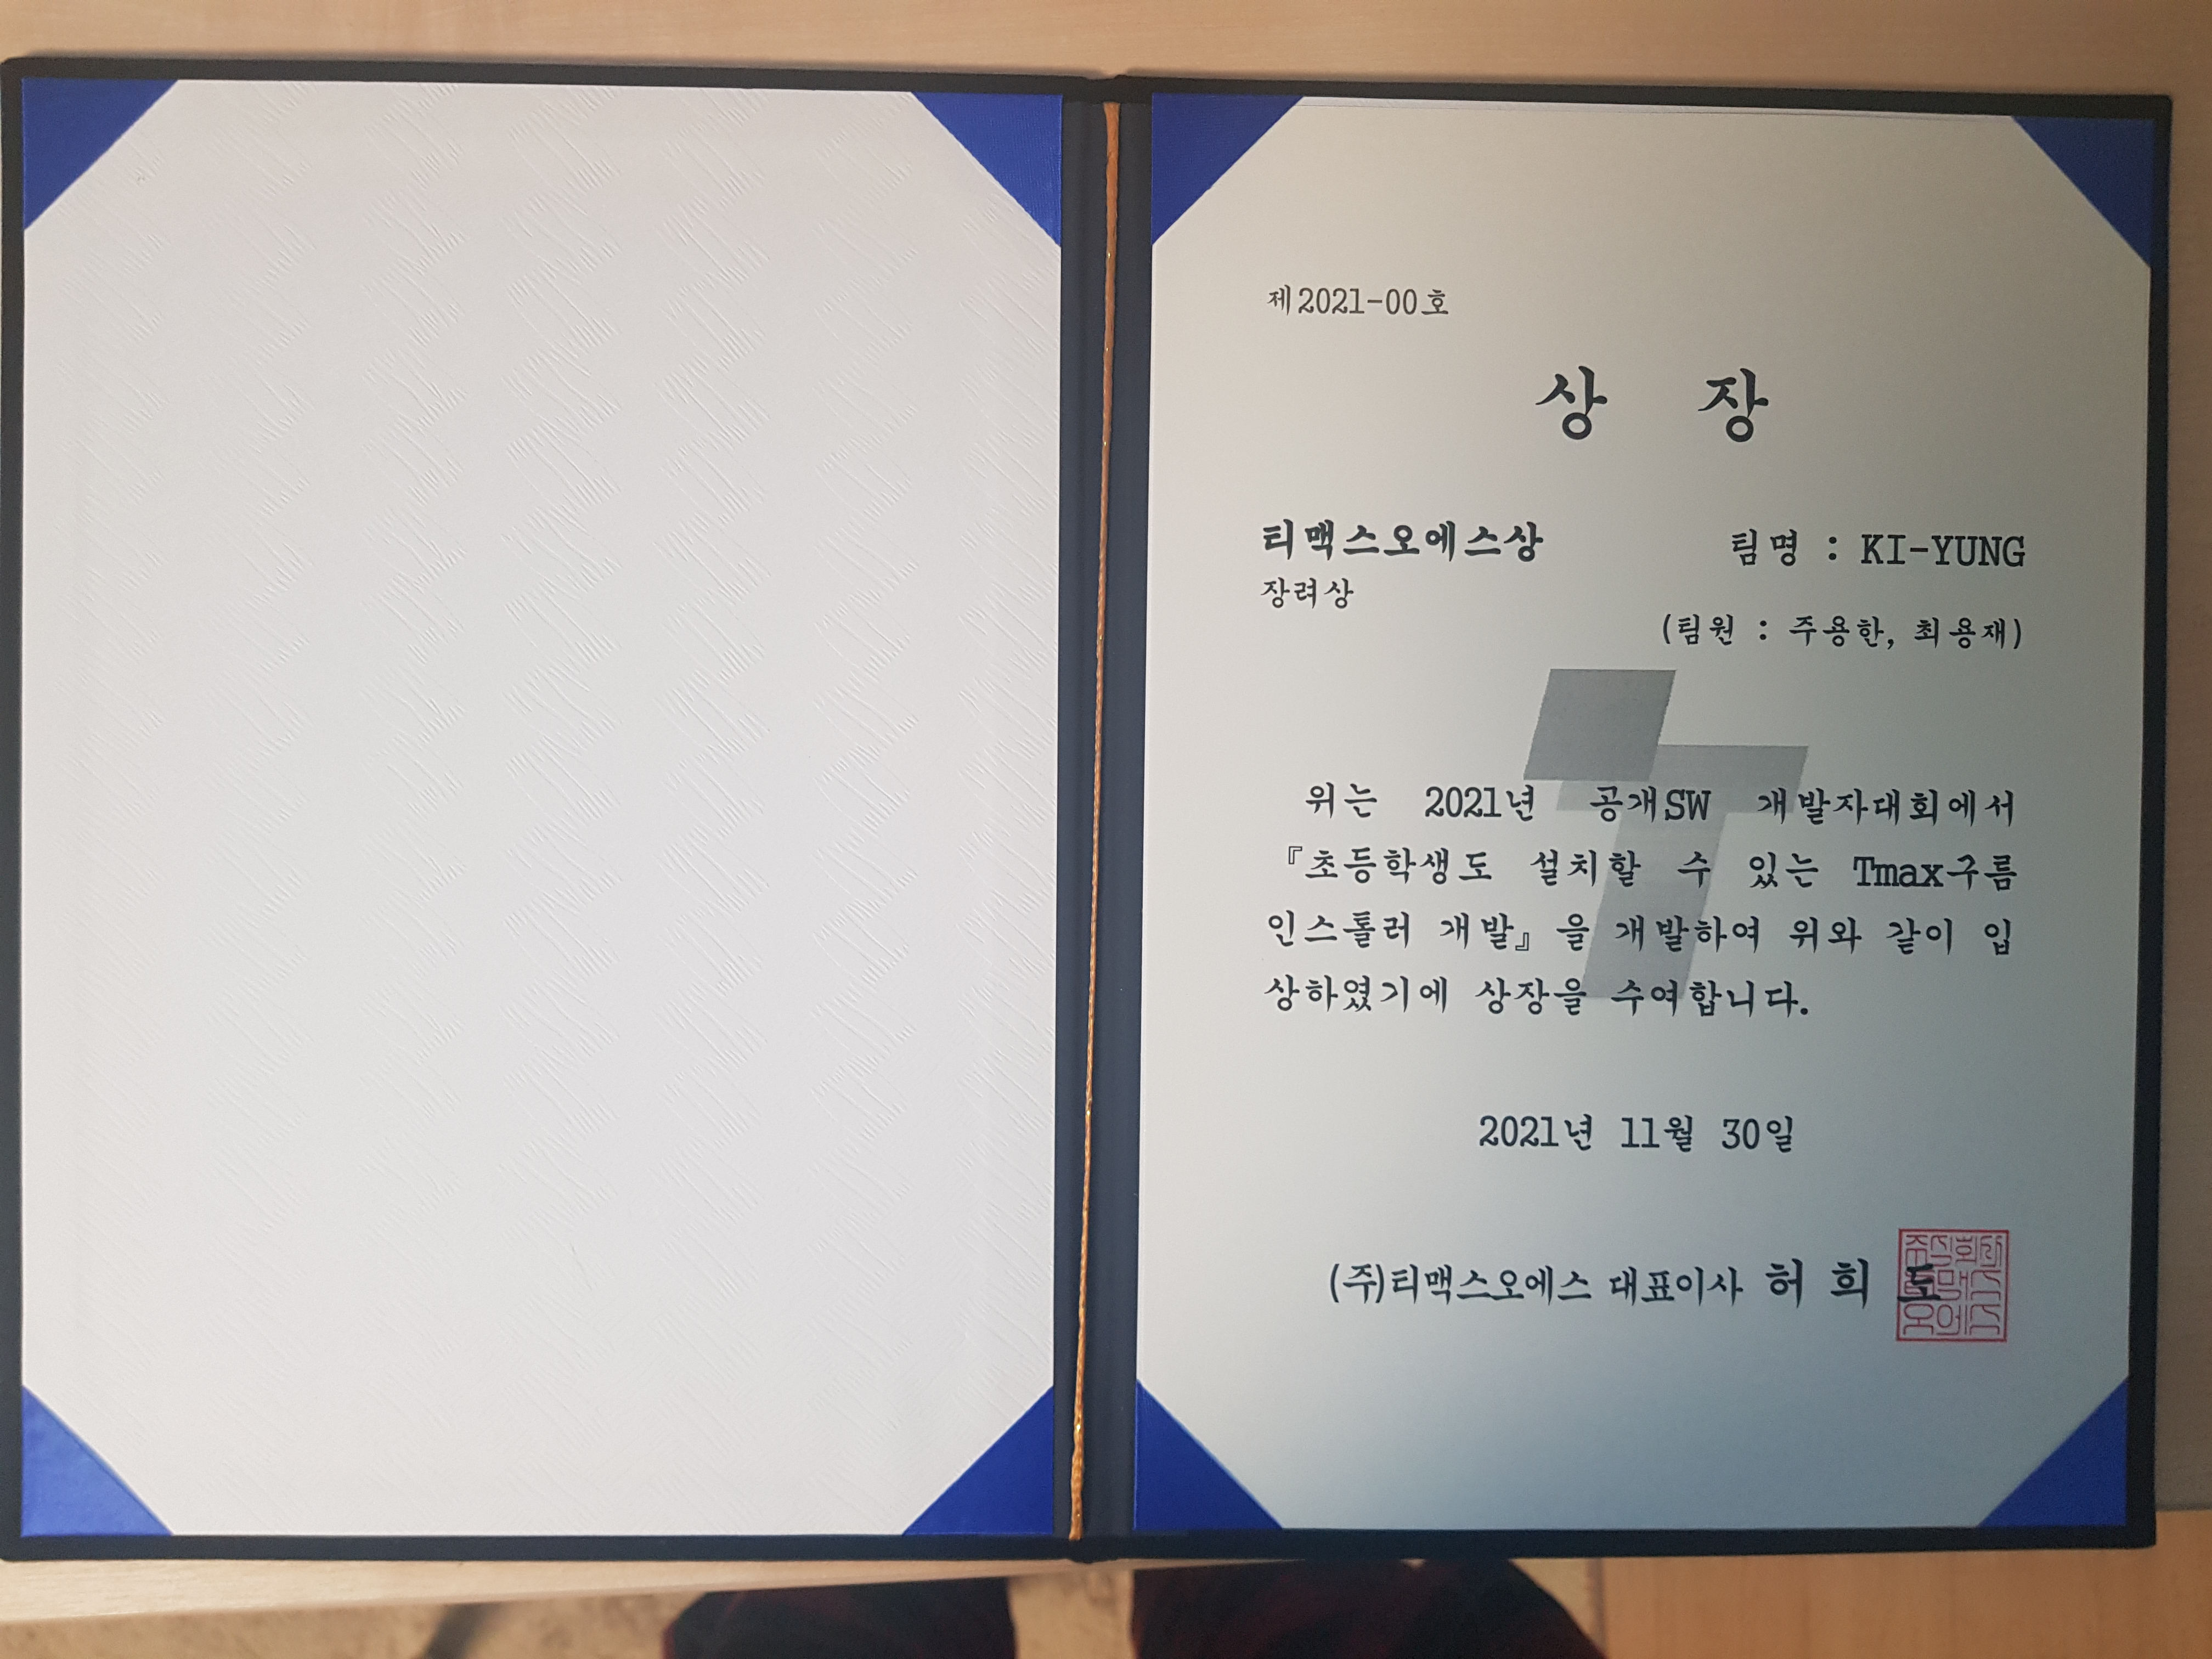 제2021-00호
상 장
티맥스오에스상
장려상
팀명 : KI-YUNG
(팀원 : 주용한, 최용재)
위는 2021년 공개SW 개발자대회에서
『초등학생도 설치할 수 있는 Tmax구름
인스톨러 개발』을 개발하여 위와 같이 입
상하였기에 상장을 수여합니다.
2021년 11월 30일
(주)티맥스오에스 대표이사 허 희 도
주식회사
티맥스
오에스